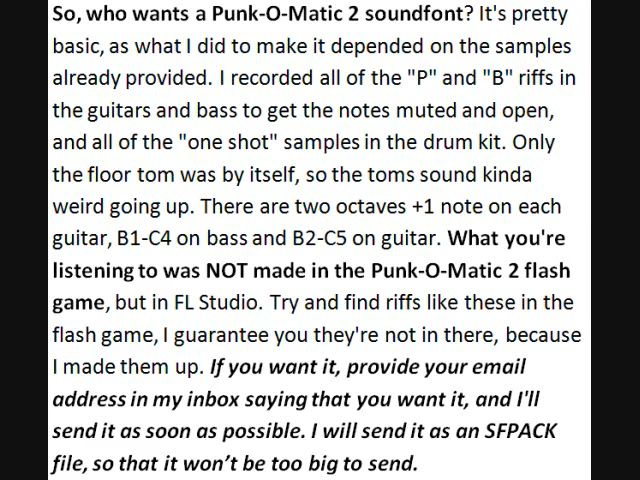 So, who wants a Punk-O-Matic 2 soundfont? It's pretty
basic, as what I did to make it depended on the samples
already provided. I recorded all of the "P" and "B" riffs in
the guitars and bass to get the notes muted and open,
and all of the "one shot" samples in the drum kit. Only
the floor tom was by itself, so the toms sound kinda
weird going up. There are two octaves +1 note on each
guitar, B1-C4 on bass and B2-C5 on guitar. What you're
listening to was NOT made in the Punk-O-Matic 2 flash
game, but in FL Studio. Try and find riffs like these in the
flash game, I guarantee you they're not in there, because
I made them up. If you want it, provide your email
address in my inbox saying that you want it, and I'll
send it as soon as possible. I will send it as an SFPACK
file, so that it won’t be too big to send.